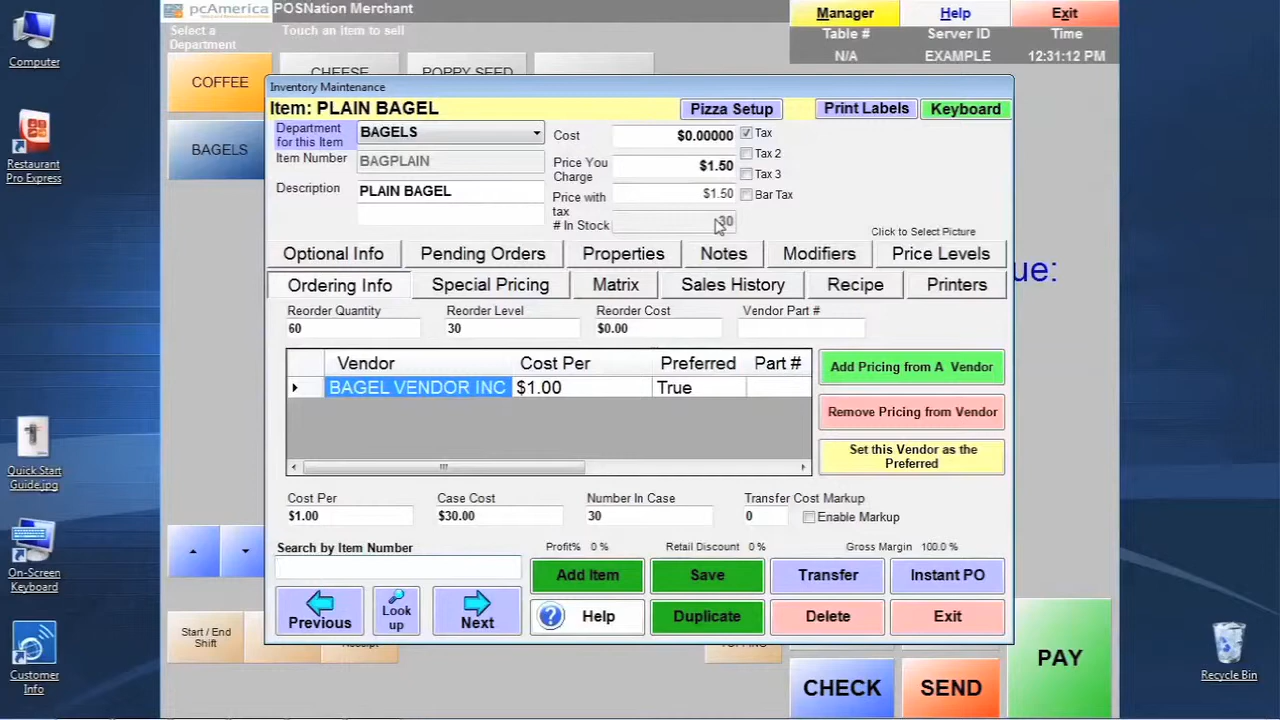 pcAmerica POSNation Merchant
Manager Help Exit
Select a
Department
Touch an Item to sell
Table # Server ID Time
N/A EXAMPLE 12:31:12 PM
Computer
COFFEE CHEESE POPPY SEED
Inventory Maintenance
Item: PLAIN BAGEL Pizza Setup Print Labels Keyboard
Department
for this Item
BAGELS
Cost $0.00000 Tax
BAGELS
Item Number BAGPLAIN
Price You
Charge
$1.50
Tax 2
Tax 3
Restaurant
Pro Express
Description PLAIN BAGEL
Price with
tax
$1.50 Bar Tax
# In Stock 30
Click to Select Picture
ue:
Optional Info Pending Orders Properties Notes Modifiers Price Levels
Ordering Info Special Pricing Matrix Sales History Recipe Printers
Reorder Quantity Reorder Level Reorder Cost Vendor Part #
60 30 $0.00
Vendor Cost Per Preferred Part #
BAGEL VENDOR INC $1.00 True
Add Pricing from A Vendor
Remove Pricing from Vendor
Set this Vendor as the
Preferred
Quick Start
Guide.jpg
Cost Per Case Cost Number In Case Transfer Cost Markup
$1.00 $30.00 30 0 Enable Markup
Search by Item Number
Profit% 0 % Retail Discount 0 % Gross Margin 100.0 %
On-Screen
Keyboard
Add Item Save Transfer Instant PO
Previous
Look
up
Next
Help Duplicate Delete Exit
Start / End
Shift
PAY
Customer
Info
CHECK SEND
Recycle Bin